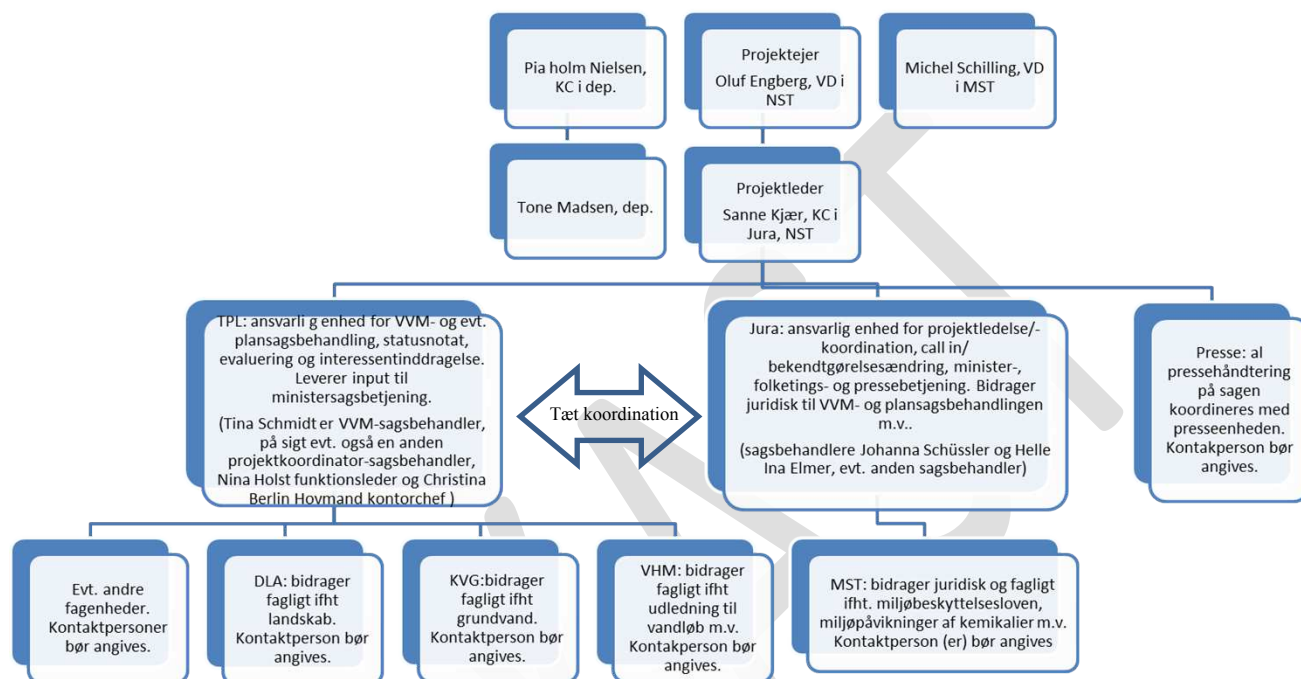 Pia holm Nielsen,
KC i dep.
Projektejer
Oluf Engberg, VD i
NST
Michel Schilling, VD
i MST
Tone Madsen, dep.
Projektleder
Sanne Kjær, KC i
Jura, NST
TPL: ansvarli g enhed for VVM- og evt.
plansagsbehandling, statusnotat,
evaluering og interessentinddragelse.
Leverer input til
ministersagsbetjening.
(Tina Schmidt er VVM-sagsbehandler,
på sigt evt. også en anden
projektkoordinator-sagsbehandler,
Nina Holst funktionsleder og Christina
Berlin Hovmand kontorchef )
Tæt koordination
Jura: ansvarlig enhed for projektledelse/-
koordination, call in/
bekendtgørelsesændring, minister-,
folketings- og pressebetjening. Bidrager
juridisk til VVM- og plansagsbehandlingen
m.v..
(sagsbehandlere Johanna Schüssler og Helle
Ina Elmer, evt. anden sagsbehandler)
Presse: al
pressehåndtering
på sagen
koordineres med
presseenheden.
Kontakperson bør
angives.
Evt. andre
fagenheder.
Kontaktpersoner
bør angives.
DLA: bidrager
fagligt ifht
landskab.
Kontaktperson bør
angives.
KVG:bidrager
fagligt ifht
grundvand.
Kontaktperson bør
angives.
VHM: bidrager
fagligt ifht
udledning til
vandløb m.v.
Kontakperson bør
angives.
MST: bidrager juridisk og fagligt
ifht. miljøbeskyttelsesloven,
miljøpåvikninger af kemikalier m.v.
Kontaktperson (er) bør angives